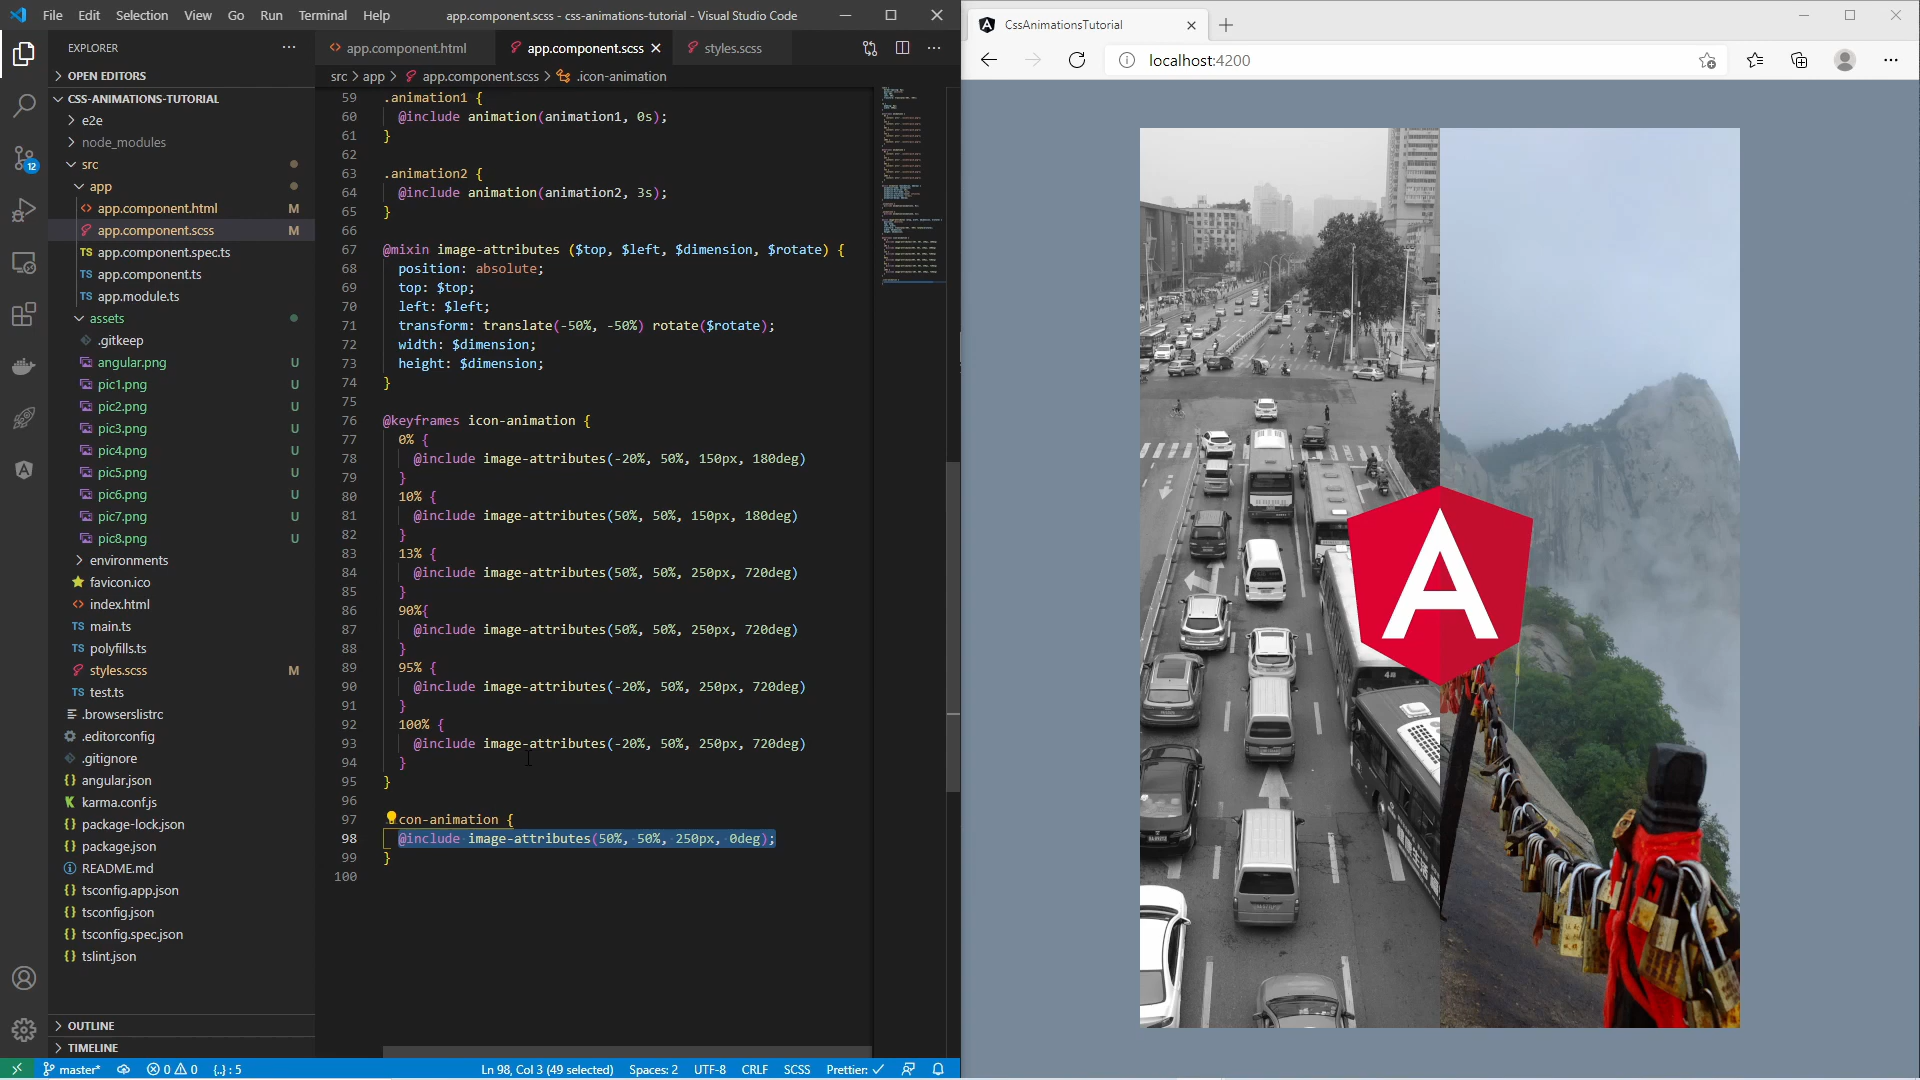 File Edit Selection View Go Run Terminal Help
app.component.scss - css-animations-tutorial - Visual Studio Code
EXPLORER
OPEN EDITORS
CSS-ANIMATIONS-TUTORIAL
e2e
node_modules
src
app
<> app.component.html M
app.component.scss M
TS app.component.spec.ts
TS app.component.ts
TS app.module.ts
assets
.gitkeep
angular.png U
pic1.png U
pic2.png U
pic3.png U
pic4.png U
pic5.png U
pic6.png U
pic7.png U
pic8.png U
environments
favicon.ico
<> index.html
TS main.ts
TS polyfills.ts
styles.scss M
TS test.ts
.browserslistrc
.editorconfig
.gitignore
{} angular.json
karma.conf.js
{} package-lock.json
{} package.json
README.md
{} tsconfig.app.json
{} tsconfig.json
{} tsconfig.spec.json
{} tslint.json
OUTLINE
TIMELINE
12
<> app.component.html
app.component.scss
styles.scss
src > app > app.component.scss > .icon-animation
59 .animation1 {
60 @include animation(animation1, 0s);
61 }
62
63 .animation2 {
64 @include animation(animation2, 3s);
65 }
66
67 @mixin image-attributes ($top, $left, $dimension, $rotate) {
68 position: absolute;
69 top: $top;
70 left: $left;
71 transform: translate(-50%, -50%) rotate($rotate);
72 width: $dimension;
73 height: $dimension;
74 }
75
76 @keyframes icon-animation {
77 0% {
78 @include image-attributes(-20%, 50%, 150px, 180deg)
79 }
80 10% {
81 @include image-attributes(50%, 50%, 150px, 180deg)
82 }
83 13% {
84 @include image-attributes(50%, 50%, 250px, 720deg)
85 }
86 90%{
87 @include image-attributes(50%, 50%, 250px, 720deg)
88 }
89 95% {
90 @include image-attributes(-20%, 50%, 250px, 720deg)
91 }
92 100% {
93 @include image-attributes(-20%, 50%, 250px, 720deg)
94 }
95 }
96
97 con-animation {
98 @include image-attributes(50%, 50%, 250px, 0deg);
99 }
100
master* 0 0 {..} : 5
Ln 98, Col 3 (49 selected) Spaces: 2 UTF-8 CRLF SCSS Prettier: ✓
CssAnimationsTutorial
localhost:4200
A